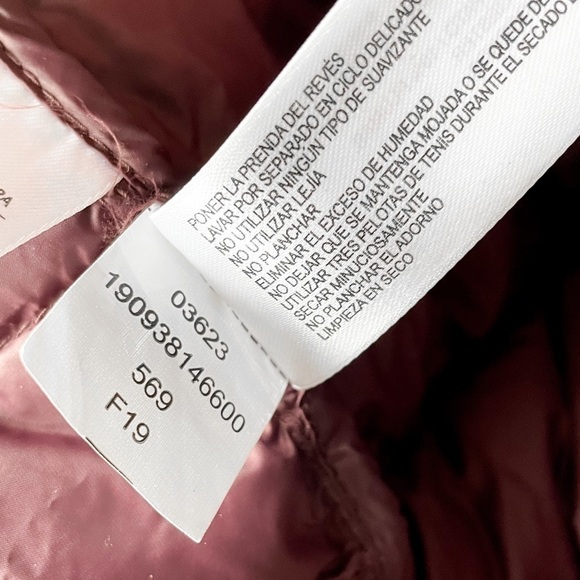 PONER LA PRENDA DEL REVÉS
LAVAR POR SEPARADO EN CICLO DELICADO
NO UTILIZAR NINGÚN TIPO DE SUAVIZANTE
NO UTILIZAR LEJÍA
NO PLANCHAR
ELIMINAR EL EXCESO DE HUMEDAD
NO DEJAR QUE SE MANTENGA MOJADA O SE QUEDE DE
UTILIZAR TRES PELOTAS DE TENIS DURANTE EL SECADO
SECAR MINUCIOSAMENTE
NO PLANCHAR EL ADORNO
LIMPIEZA EN SECO
03623
190938146600
569
F19
RA